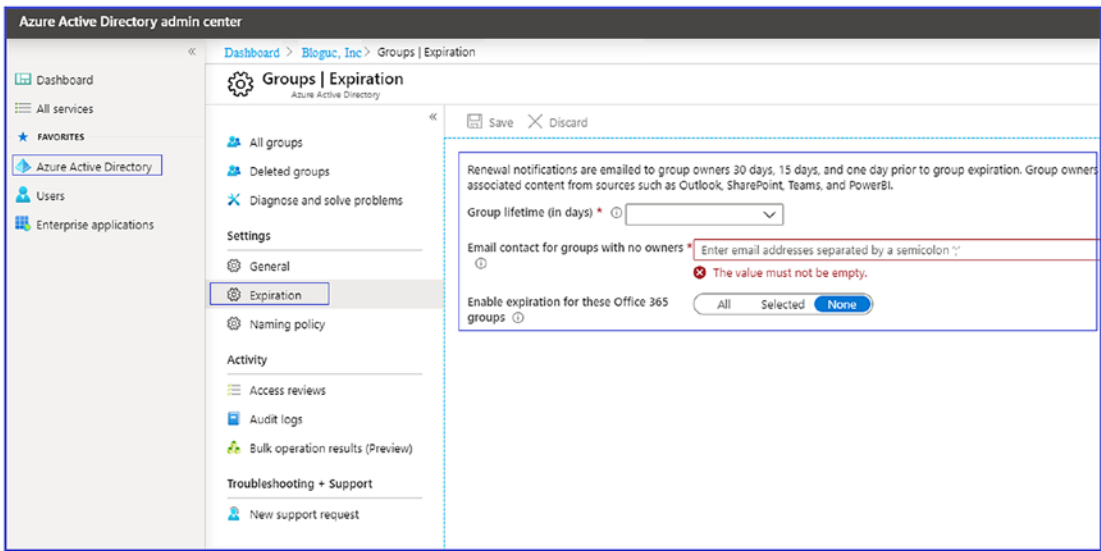 Azure Active Directory admin center
«
Dashboard
All services
FAVORITES
Azure Active Directory
Users
Enterprise applications
Dashboard > Bloguc, Inc > Groups | Expiration
Groups | Expiration
Azure Active Directory
«
All groups
Deleted groups
Diagnose and solve problems
Settings
General
Expiration
Naming policy
Activity
Access reviews
Audit logs
Bulk operation results (Preview)
Troubleshooting + Support
New support request
Save Discard
Renewal notifications are emailed to group owners 30 days, 15 days, and one day prior to group expiration. Group owners
associated content from sources such as Outlook, SharePoint, Teams, and PowerBI.
Group lifetime (in days) *
Email contact for groups with no owners * Enter email addresses separated by a semicolon ';'
The value must not be empty.
Enable expiration for these Office 365 All Selected None
groups